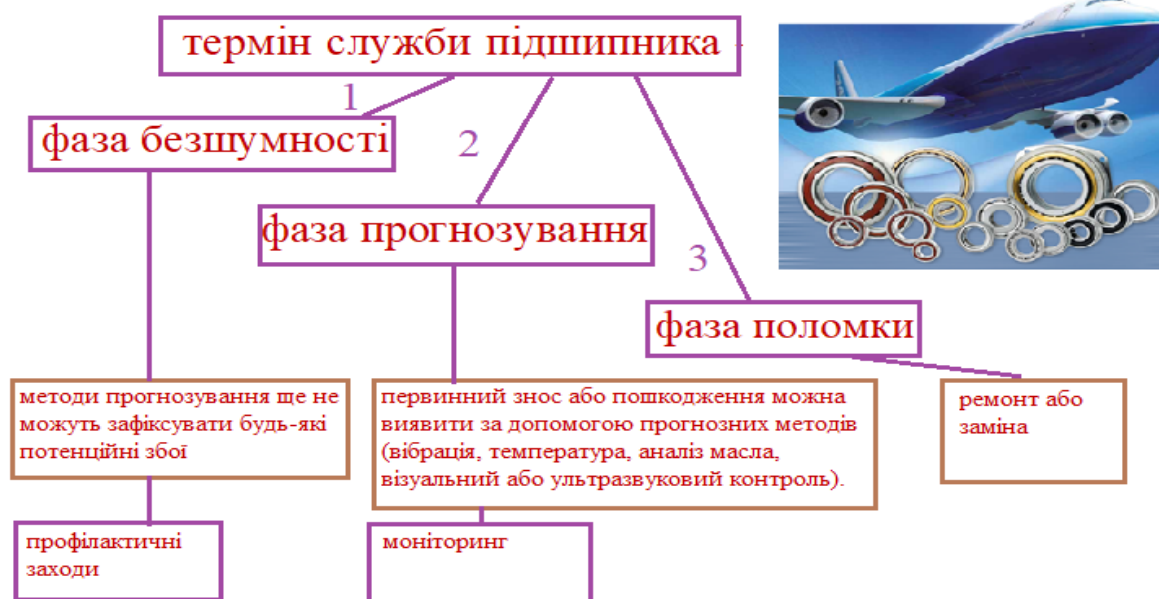 термін служби підшипника
1
фаза безшумності
2
фаза прогнозування
3
фаза поломки
методи прогнозування ще не
можуть зафіксувати будь-які
потенційні збої
первинний знос або пошкодження можна
виявити за допомогою прогнозних методів
(вібрація, температура, аналіз масла,
візуальний або ультразвуковий контроль).
ремонт або
заміна
профілактичні
заходи
моніторинг